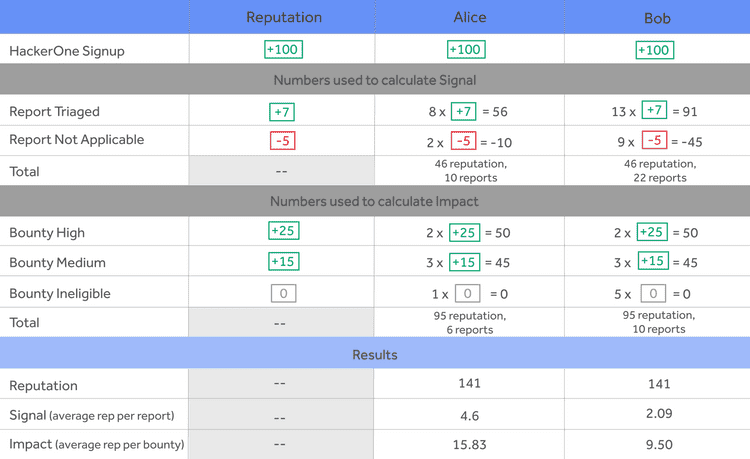 Reputation Alice Bob
HackerOne Signup +100 +100 +100
Numbers used to calculate Signal
Report Triaged +7 8 x +7 = 56 13 x +7 = 91
Report Not Applicable -5 2 x -5 = -10 9 x -5 = -45
Total -- 46 reputation, 10 reports 46 reputation, 22 reports
Numbers used to calculate Impact
Bounty High +25 2 x +25 = 50 2 x +25 = 50
Bounty Medium +15 3 x +15 = 45 3 x +15 = 45
Bounty Ineligible 0 1 x 0 = 0 5 x 0 = 0
Total -- 95 reputation, 6 reports 95 reputation, 10 reports
Results
Reputation -- 141 141
Signal (average rep per report) -- 4.6 2.09
Impact (average rep per bounty) -- 15.83 9.50